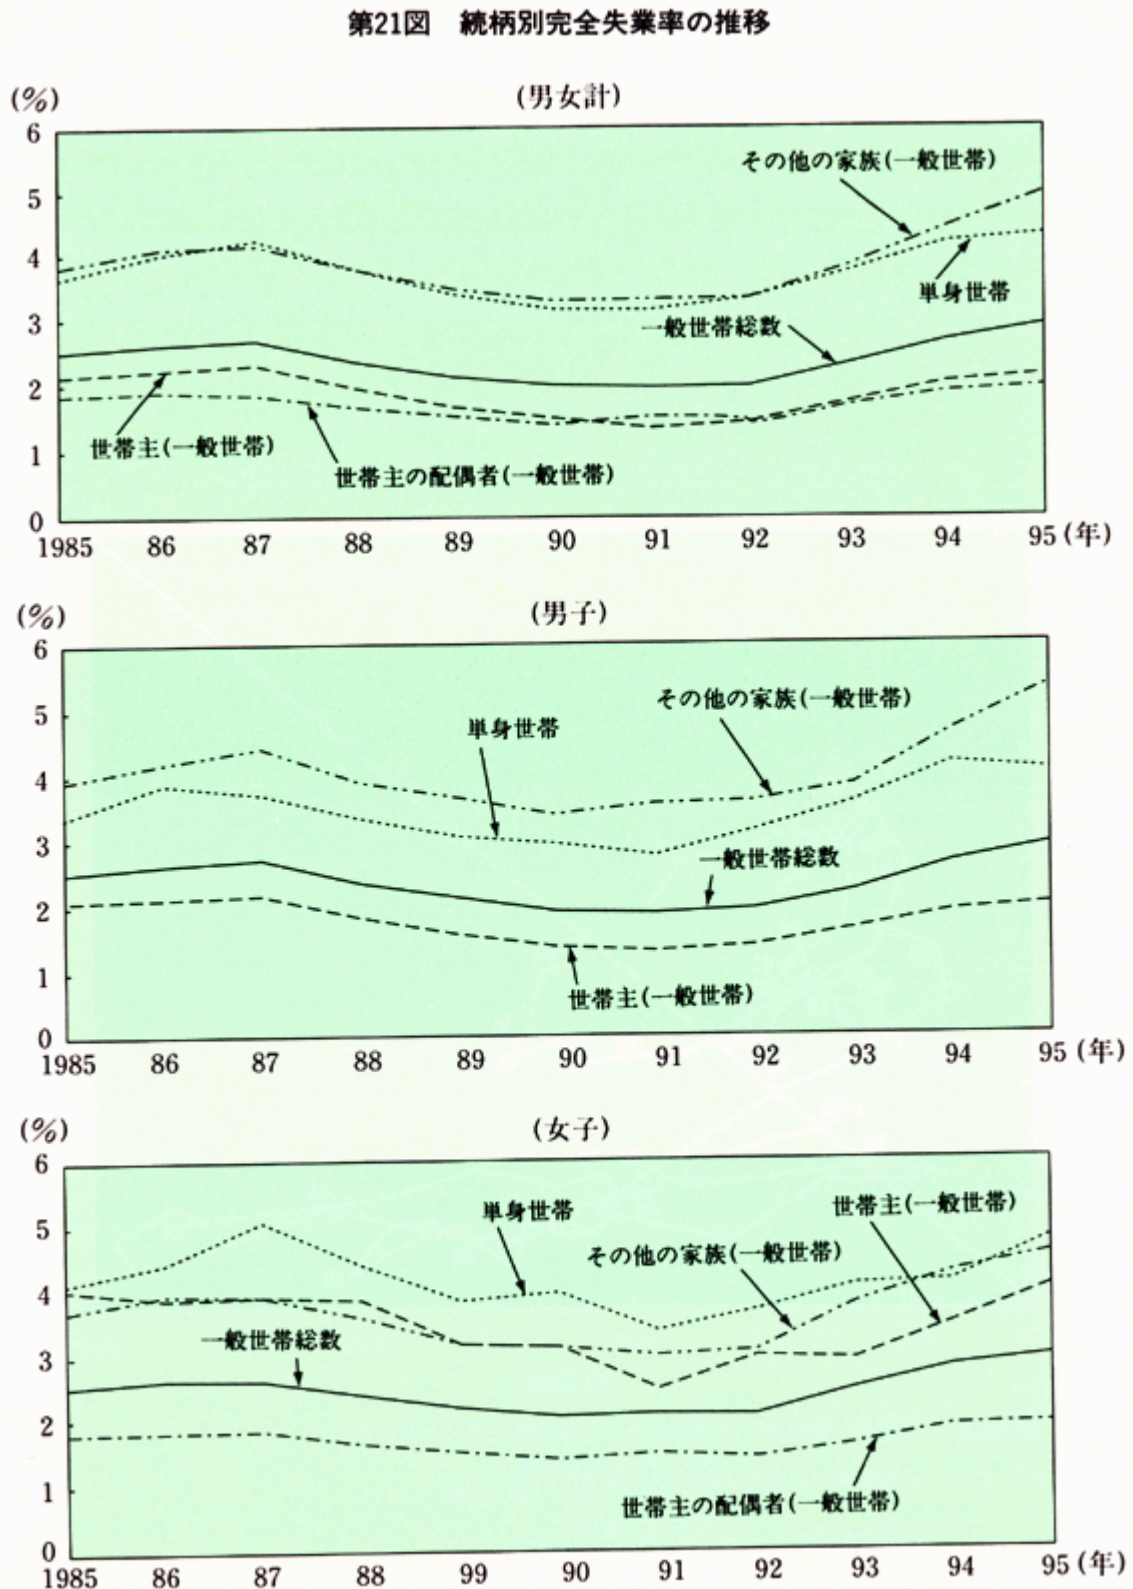 第21図 続柄別完全失業率の推移
(%)
(男女計)
6
その他の家族(一般世帯)
5
4
単身世帯
3
一般世帯総数
2
世帯主(一般世帯)
1
世帯主の配偶者(一般世帯)
0
1985 86 87 88 89 90 91 92 93 94 95 (年)
(%)
(男子)
6
その他の家族(一般世帯)
5
単身世帯
4
3
一般世帯総数
2
1
世帯主(一般世帯)
0
1985 86 87 88 89 90 91 92 93 94 95 (年)
(%)
(女子)
6
単身世帯
世帯主(一般世帯)
5
その他の家族(一般世帯)
4
一般世帯総数
3
2
1
世帯主の配偶者(一般世帯)
0
1985 86 87 88 99 90 91 92 93 94 95 (年)